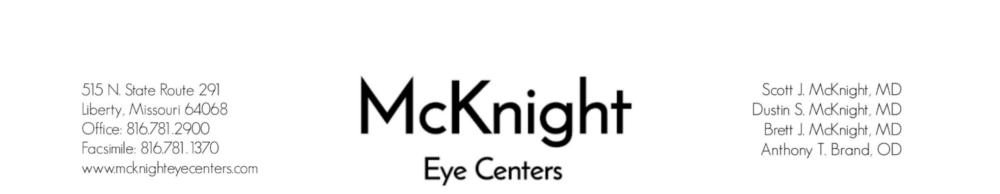 515 N. State Route 291
Liberty, Missouri 64068
Office: 816.781.2900
Facsimile: 816.781.1370
www.mcknighteyecenters.com
McKnight
Eye Centers
Scott J. McKnight, MD
Dustin S. McKnight, MD
Brett J. McKnight, MD
Anthony T. Brand, OD